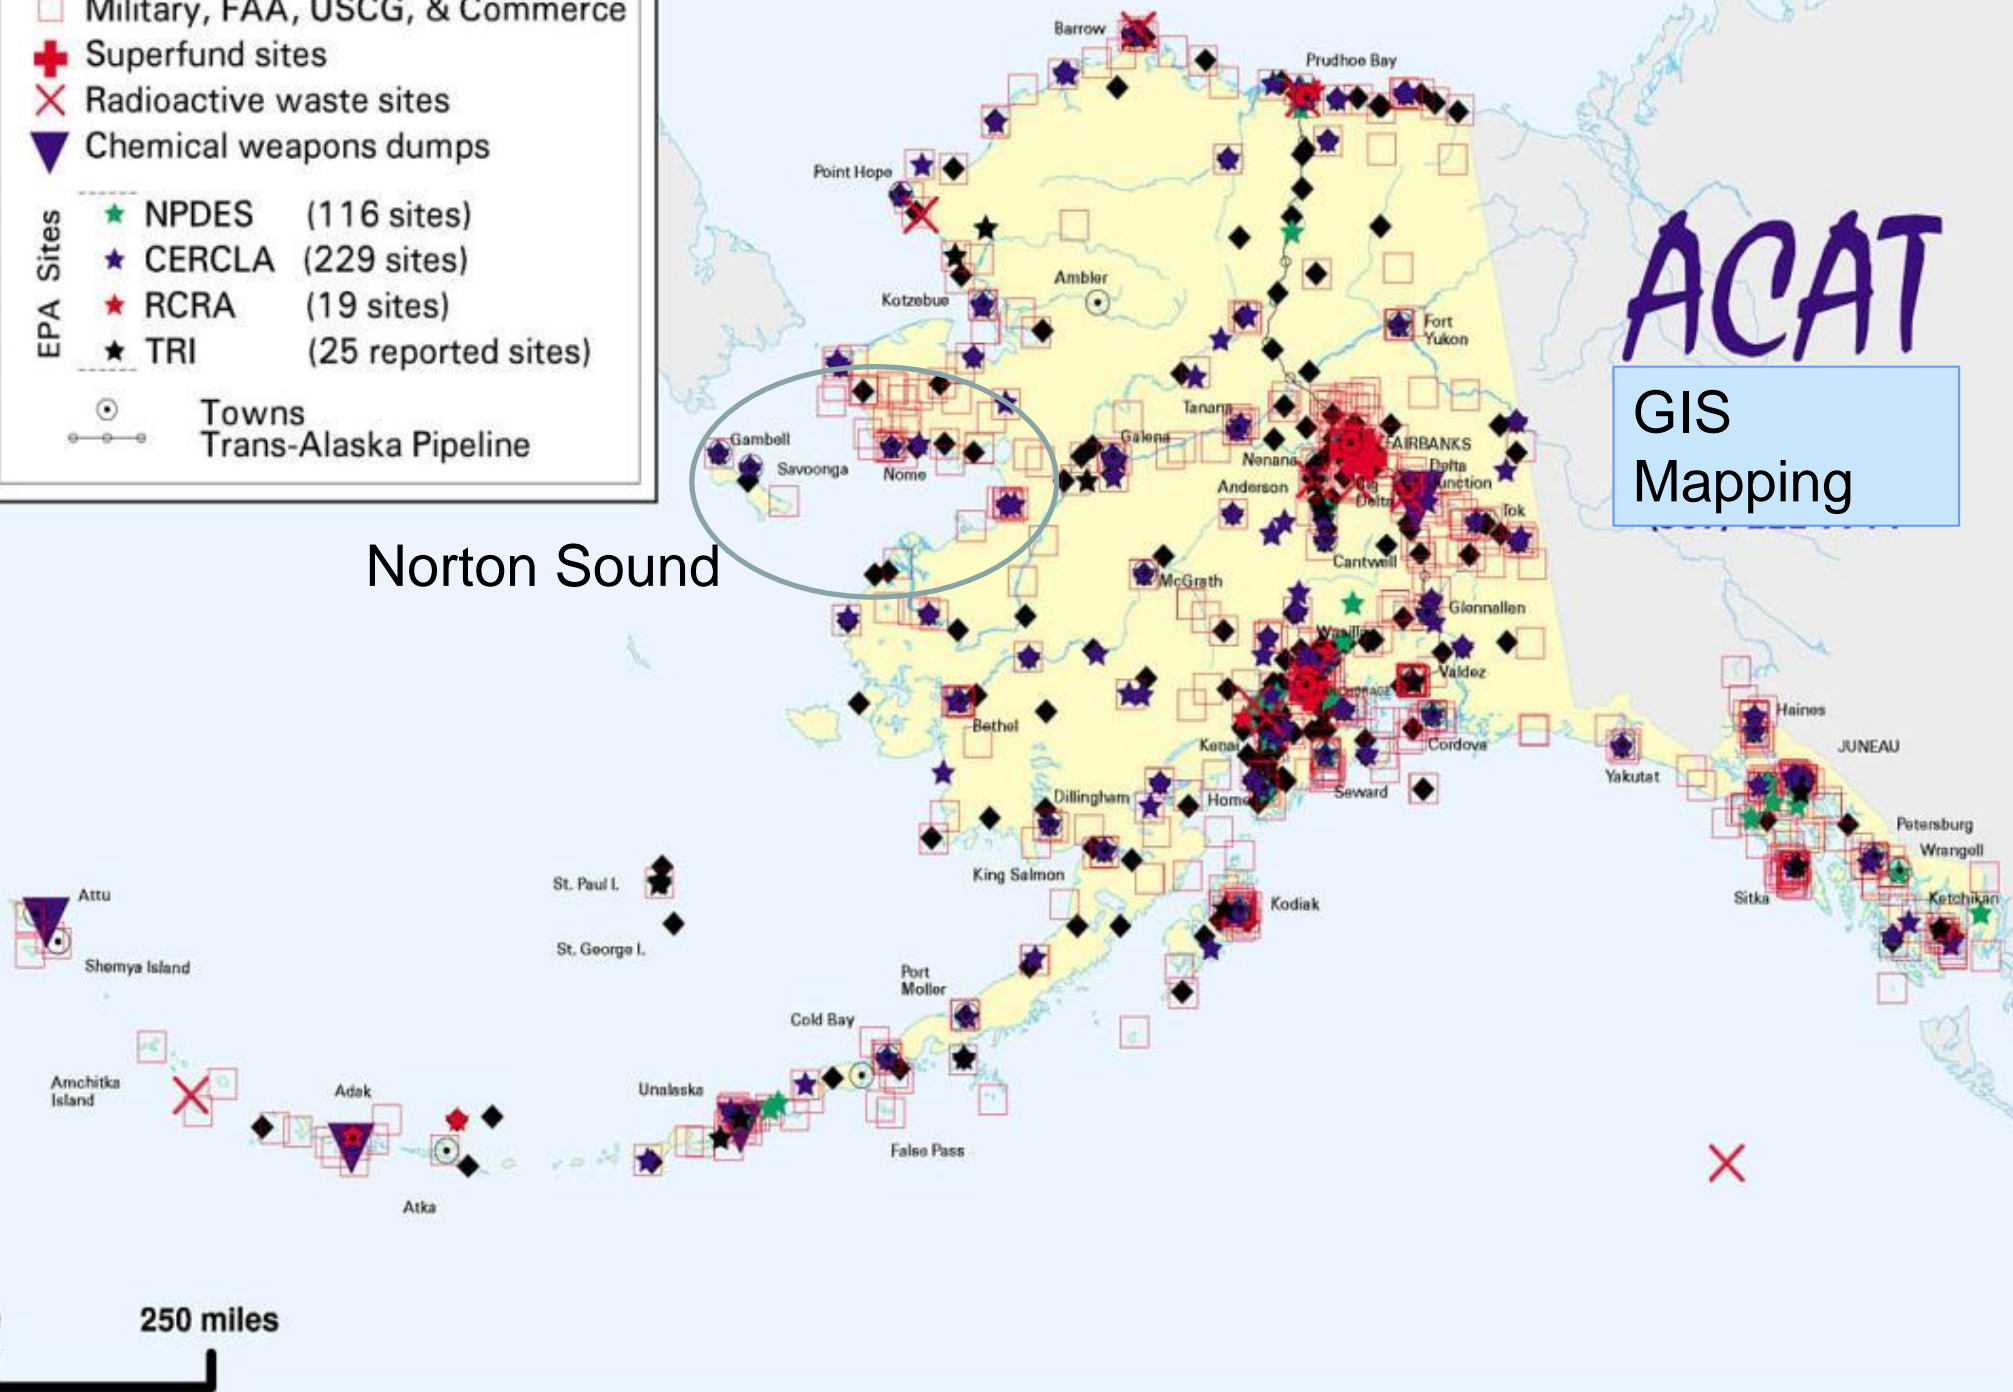 Military, FAA, USCG, & Commerce
Superfund sites
Radioactive waste sites
Chemical weapons dumps
EPA Sites
NPDES (116 sites)
CERCLA (229 sites)
RCRA (19 sites)
TRI (25 reported sites)
Towns
Trans-Alaska Pipeline
Barrow
Prudhoe Bay
Point Hope
Ambler
Kotzebue
Fort
Yukon
ACAT
GIS
Mapping
Tanana
Galena
FAIRBANKS
Gambell
Savoonga
Nome
Nenana
Delta
Junction
Anderson
Big
Delta
Tok
Norton Sound
Cantwell
McGrath
Glennallen
Wasilla
Valdez
ANCHORAGE
Bethel
Kenai
Cordova
Haines
JUNEAU
Yakutat
Dillingham
Homer
Seward
Petersburg
Wrangell
King Salmon
St. Paul I.
Attu
Kodiak
Sitka
Ketchikan
St. George I.
Shemya Island
Port
Moller
Cold Bay
Amchitka
Island
Adak
Unalaska
False Pass
Atka
250 miles